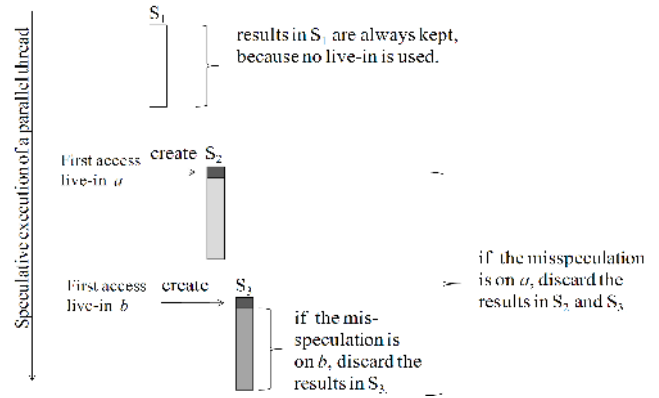 S₁
results in S₁ are always kept,
because no live-in is used.
Speculative execution of a parallel thread
First access
live-in a
create S₂
First access
live-in b
create
S₃
if the mis-
speculation is
on b, discard the
results in S₃
if the misspeculation
is on a, discard the
results in S₂ and S₃